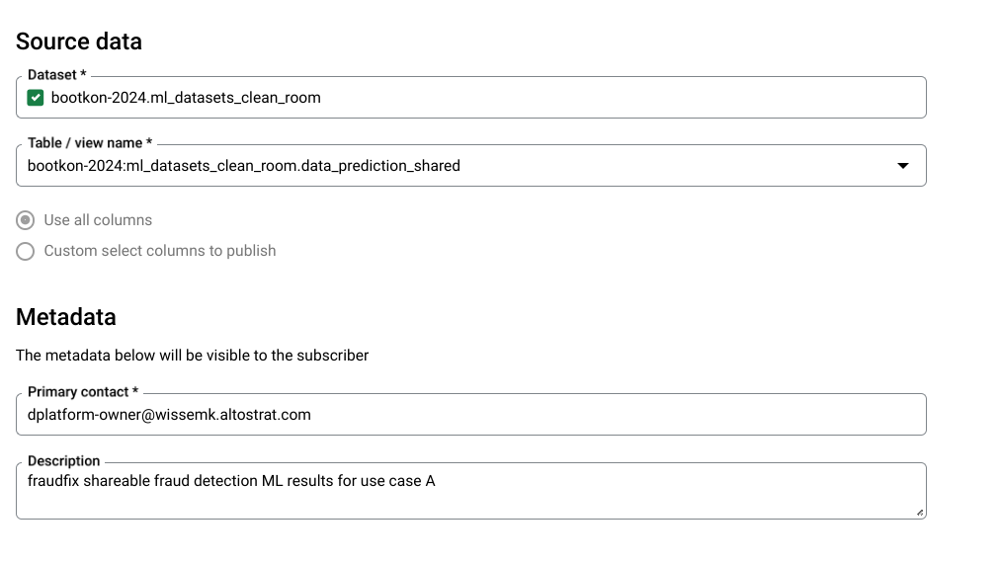 Source data
Dataset *
bootkon-2024.ml_datasets_clean_room
Table / view name *
bootkon-2024:ml_datasets_clean_room.data_prediction_shared
Use all columns
Custom select columns to publish
Metadata
The metadata below will be visible to the subscriber
Primary contact *
dplatform-owner@wissemk.altostrat.com
Description
fraudfix shareable fraud detection ML results for use case A